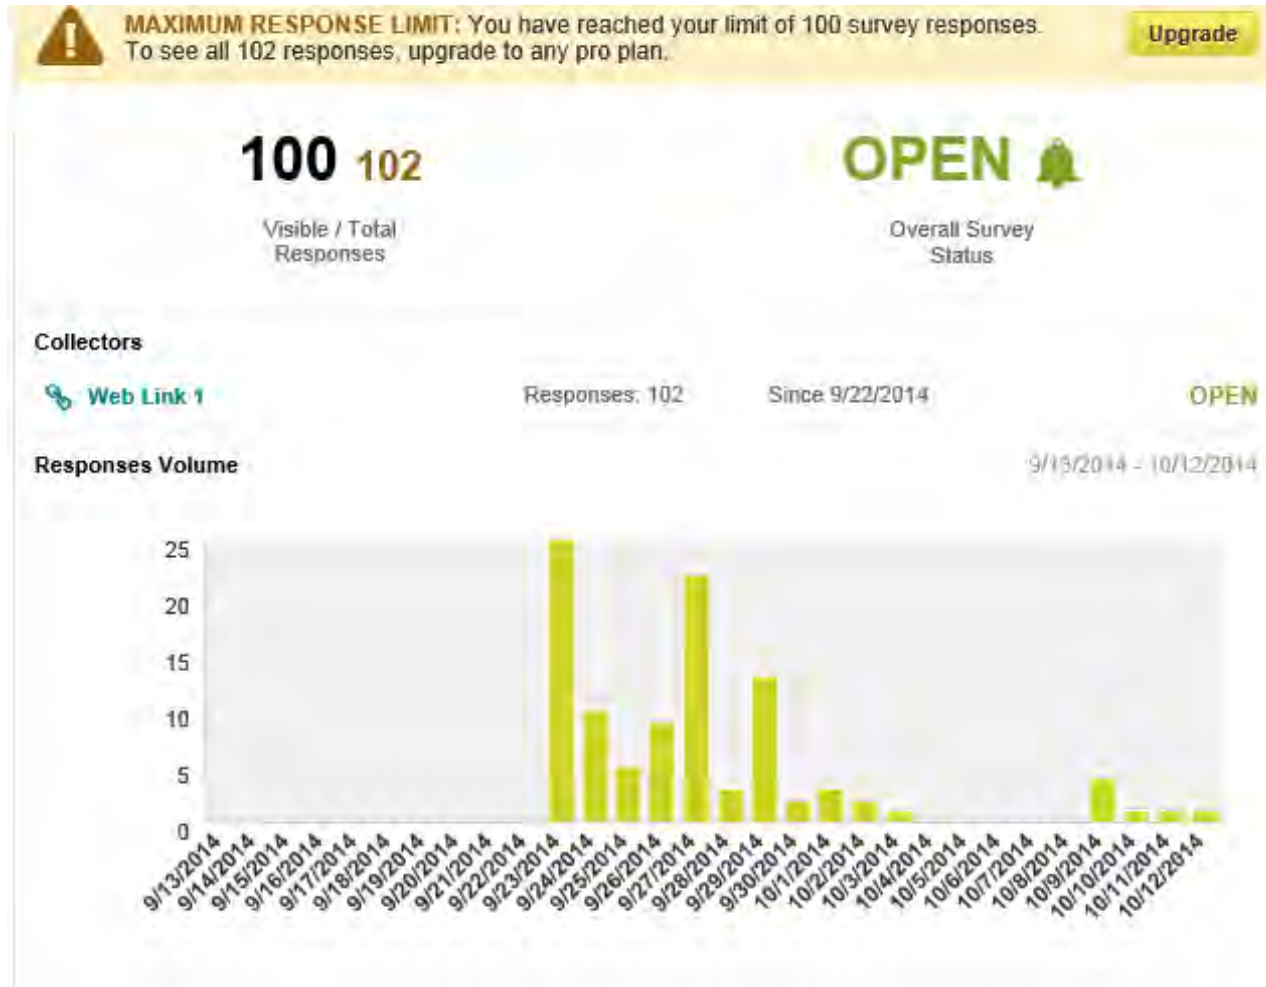 MAXIMUM RESPONSE LIMIT: You have reached your limit of 100 survey responses.
To see all 102 responses, upgrade to any pro plan.
Upgrade
100 102
Visible / Total
Responses
OPEN
Overall Survey
Status
Collectors
Web Link 1
Responses: 102
Since 9/22/2014
OPEN
Responses Volume
9/13/2014 - 10/12/2014
25
20
15
10
5
0
9/13/2014
9/14/2014
9/15/2014
9/16/2014
9/17/2014
9/18/2014
9/19/2014
9/20/2014
9/21/2014
9/22/2014
9/23/2014
9/24/2014
9/25/2014
9/26/2014
9/27/2014
9/28/2014
9/29/2014
9/30/2014
10/1/2014
10/2/2014
10/3/2014
10/4/2014
10/5/2014
10/6/2014
10/7/2014
10/8/2014
10/9/2014
10/10/2014
10/11/2014
10/12/2014